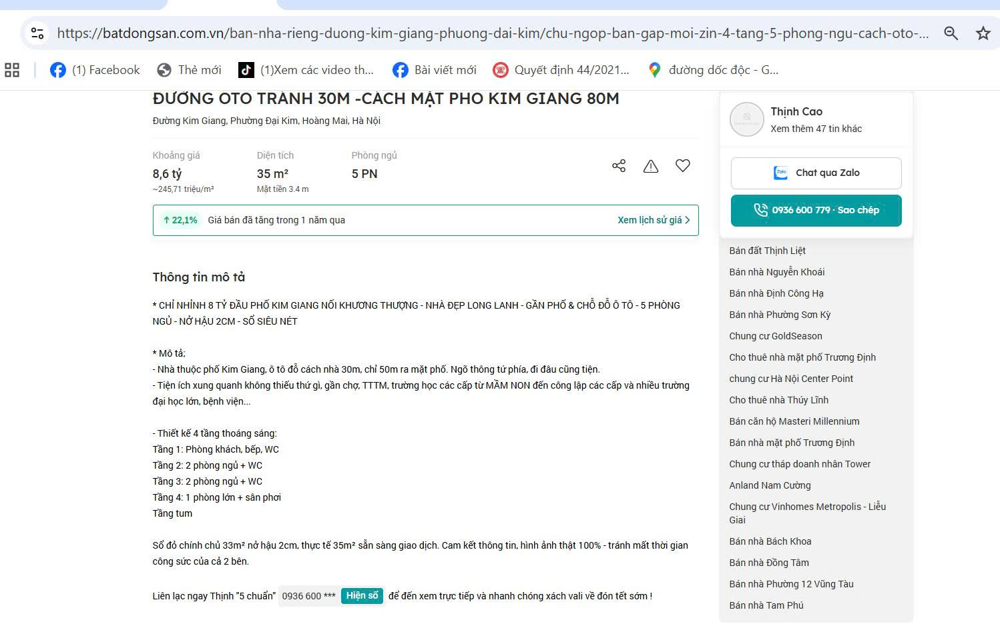 https://batdongsan.com.vn/ban-nha-rieng-duong-kim-giang-phuong-dai-kim/chu-ngop-ban-gap-moi-zin-4-tang-5-phong-ngu-cach-oto-...
(1) Facebook
Thẻ mới
(1)Xem các video th...
Bài viết mới
Quyết định 44/2021...
đường dốc độc - G...
ĐƯỜNG OTO TRÁNH 30M -CÁCH MẶT PHỐ KIM GIANG 80M
Đường Kim Giang, Phường Đại Kim, Hoàng Mai, Hà Nội
Khoảng giá
8,6 tỷ
~245,71 triệu/m²
Diện tích
35 m²
Mặt tiền 3.4 m
Phòng ngủ
5 PN
22,1% Giá bán đã tăng trong 1 năm qua
Xem lịch sử giá
Thông tin mô tả
* CHỈ NHỈNH 8 TỶ ĐẦU PHỐ KIM GIANG NỐI KHƯƠNG THƯỢNG - NHÀ ĐẸP LONG LANH - GẦN PHỐ & CHỖ ĐỖ Ô TÔ - 5 PHÒNG
NGỦ - NỞ HẬU 2CM - SỔ SIÊU NÉT
* Mô tả;
- Nhà thuộc phố Kim Giang, ô tô đỗ cách nhà 30m, chỉ 50m ra mặt phố. Ngõ thông tứ phía, đi đâu cũng tiện.
- Tiện ích xung quanh không thiếu thứ gì, gần chợ, TTTM, trường học các cấp từ MẦM NON đến công lập các cấp và nhiều trường
đại học lớn, bệnh viện...
- Thiết kế 4 tầng thoáng sáng:
Tầng 1: Phòng khách, bếp, WC
Tầng 2: 2 phòng ngủ + WC
Tầng 3: 2 phòng ngủ + WC
Tầng 4: 1 phòng lớn + sân phơi
Tầng tum
Sổ đỏ chính chủ 33m² nở hậu 2cm, thực tế 35m² sẵn sàng giao dịch. Cam kết thông tin, hình ảnh thật 100% - tránh mất thời gian
công sức của cả 2 bên.
Liên lạc ngay Thịnh "5 chuẩn" 0936 600 *** Hiện số để đến xem trực tiếp và nhanh chóng xách vali về đón tết sớm !
Thịnh Cao
Xem thêm 47 tin khác
Zalo Chat qua Zalo
0936 600 779 · Sao chép
Bán đất Thịnh Liệt
Bán nhà Nguyễn Khoái
Bán nhà Định Công Hạ
Bán nhà Phường Sơn Kỳ
Chung cư GoldSeason
Cho thuê nhà mặt phố Trương Định
chung cư Hà Nội Center Point
Cho thuê nhà Thúy Lĩnh
Bán căn hộ Masteri Millennium
Bán nhà mặt phố Trương Định
Chung cư tháp doanh nhân Tower
Anland Nam Cường
Chung cư Vinhomes Metropolis - Liễu
Giai
Bán nhà Bách Khoa
Bán nhà Đồng Tâm
Bán nhà Phường 12 Vũng Tàu
Bán nhà Tam Phú